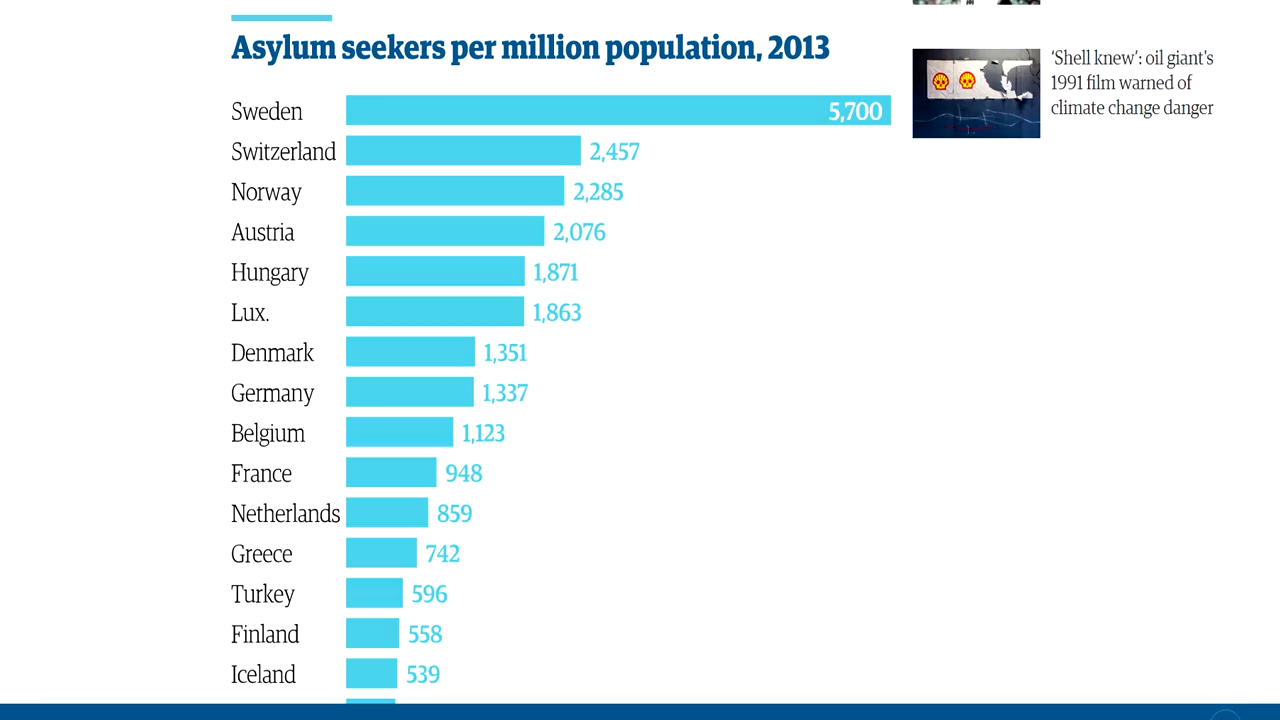 Asylum seekers per million population, 2013
Sweden 5,700
Switzerland 2,457
Norway 2,285
Austria 2,076
Hungary 1,871
Lux. 1,863
Denmark 1,351
Germany 1,337
Belgium 1,123
France 948
Netherlands 859
Greece 742
Turkey 596
Finland 558
Iceland 539
‘Shell knew’: oil giant's
1991 film warned of
climate change danger